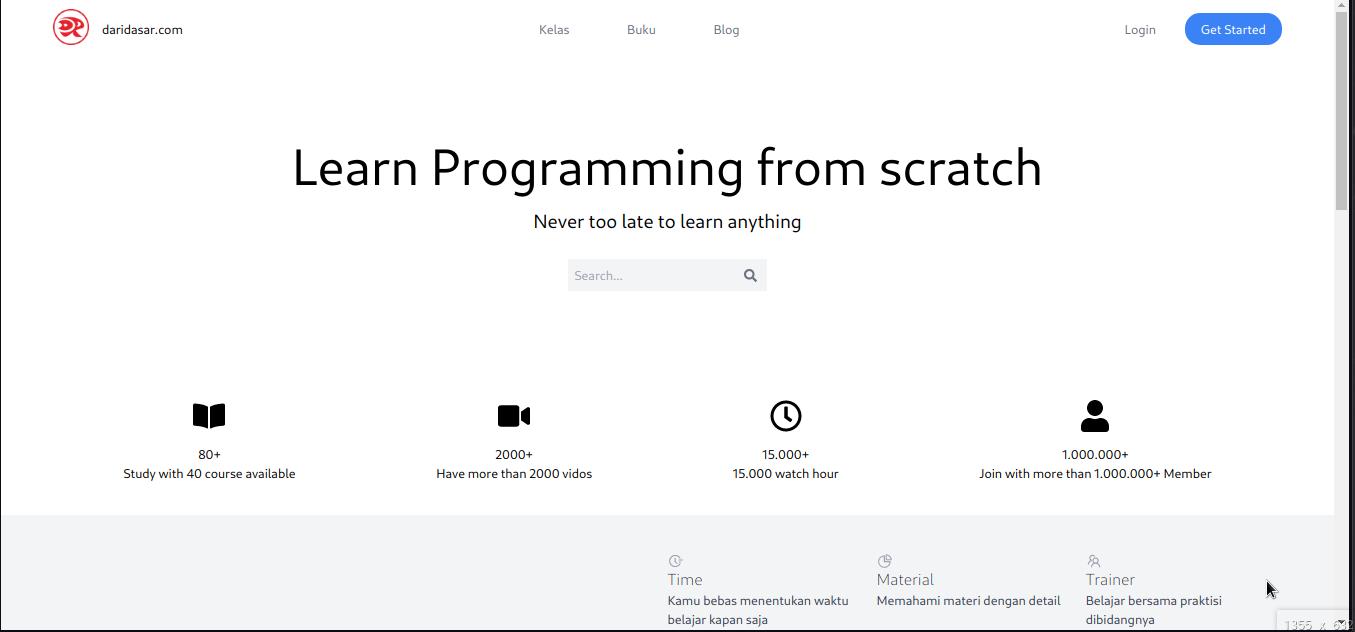 daridasar.com
Kelas
Buku
Blog
Login
Get Started
Learn Programming from scratch
Never too late to learn anything
Search...
80+
Study with 40 course available
2000+
Have more than 2000 vidos
15.000+
15.000 watch hour
1.000.000+
Join with more than 1.000.000+ Member
Time
Kamu bebas menentukan waktu
belajar kapan saja
Material
Memahami materi dengan detail
Trainer
Belajar bersama praktisi
dibidangnya
1355 x 632